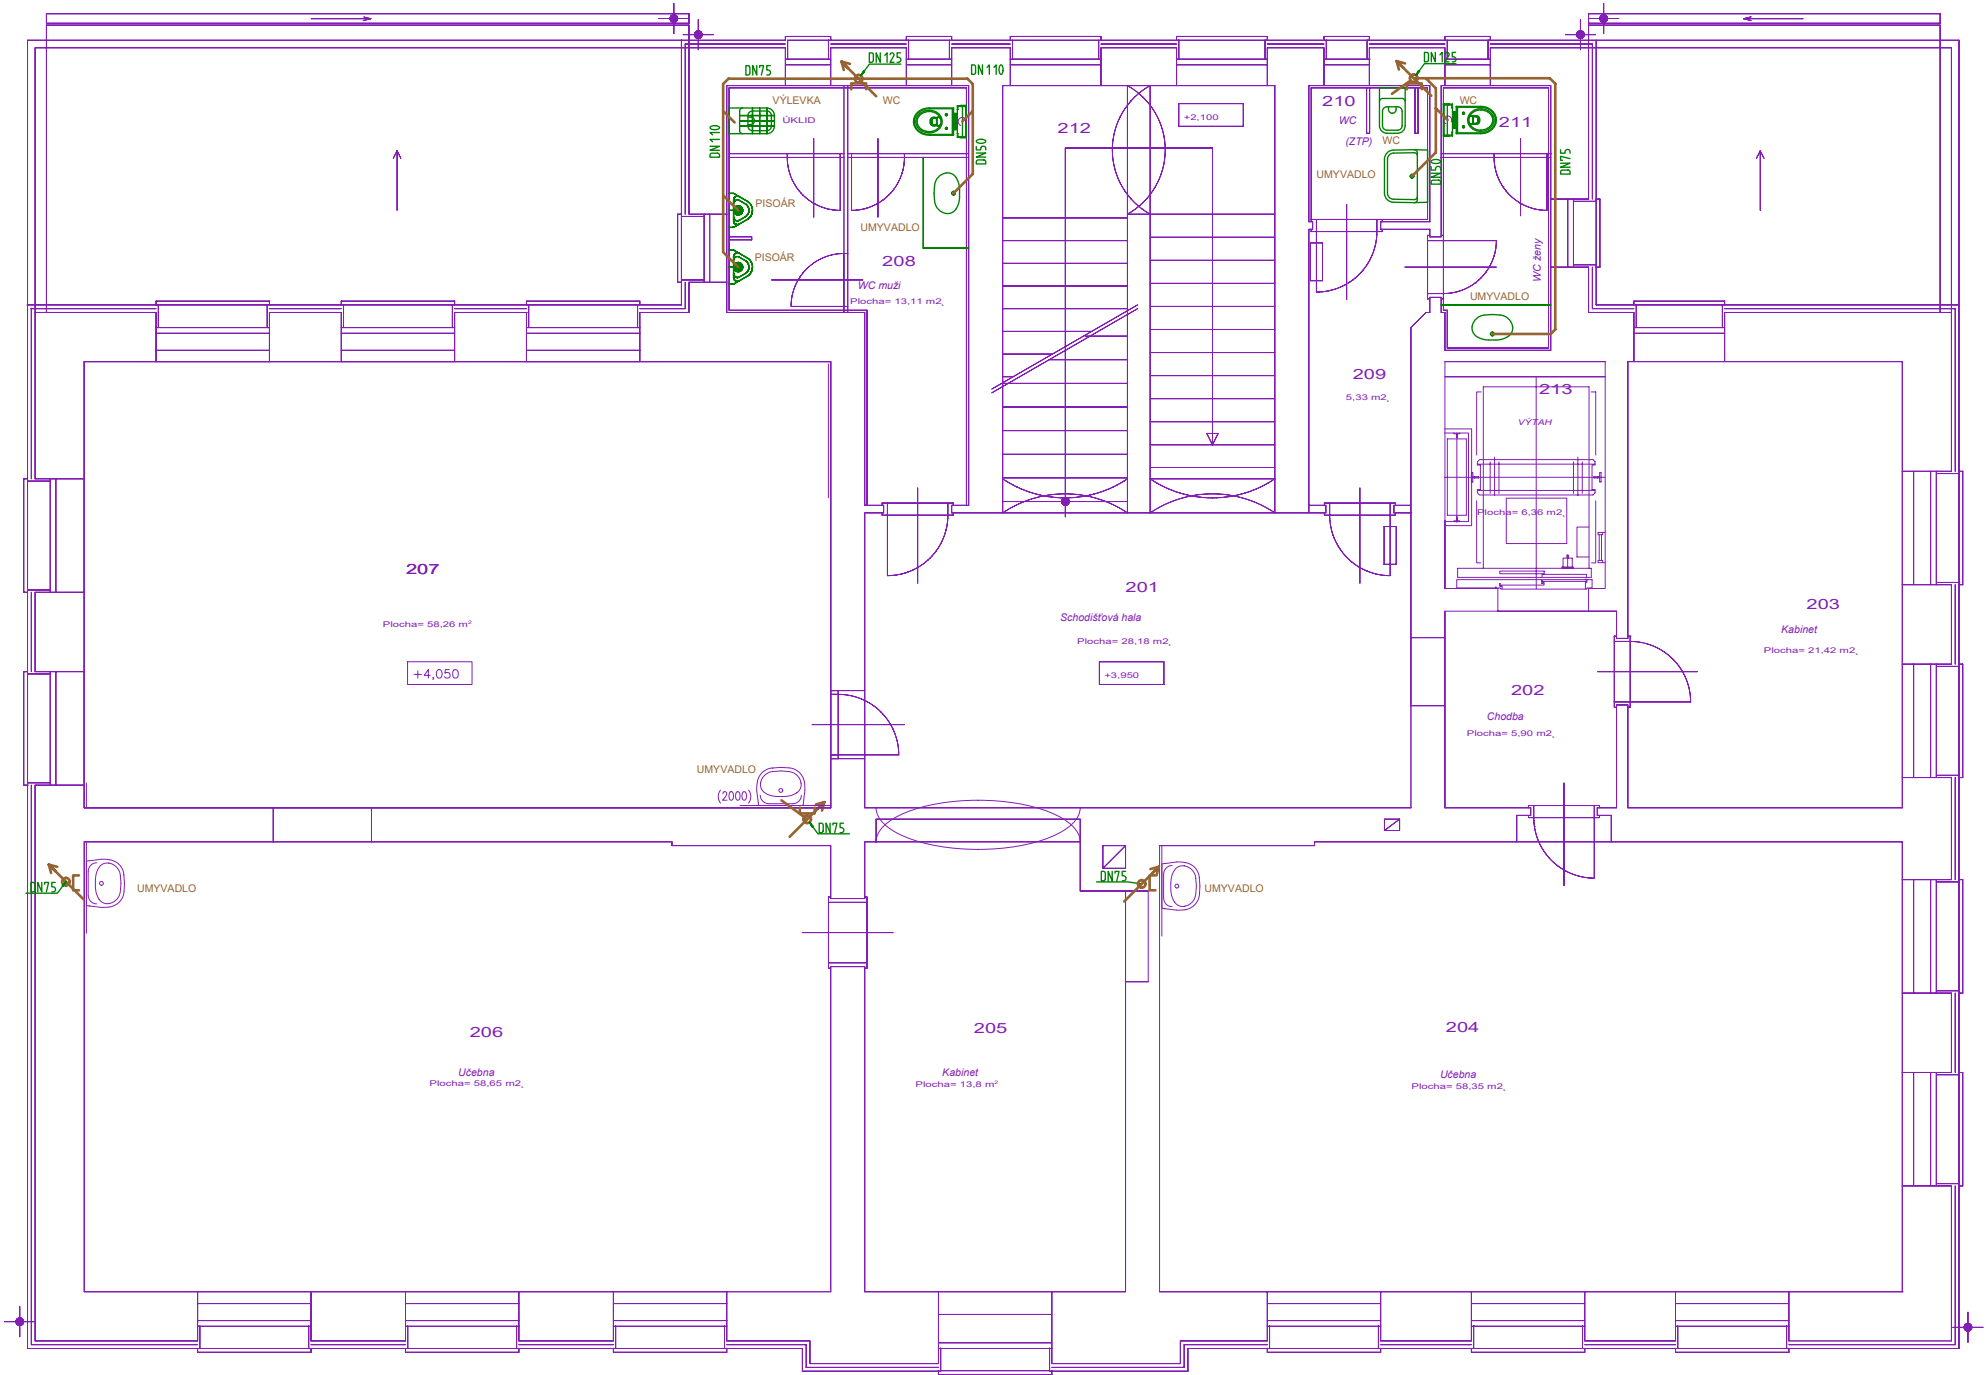 DN75
DN125
DN110
DN125
VÝLEVKA
ÚKLID
WC
DN110
DN50
212
+2,100
210
WC
(ZTP)
WC
UMYVADLO
DN50
WC
211
DN75
PISOÁR
PISOÁR
UMYVADLO
208
WC muži
Plocha= 13,11 m2
WC ženy
UMYVADLO
209
5,33 m2
213
VÝTAH
Plocha= 6,36 m2
207
Plocha= 58,26 m²
+4,050
201
Schodišťová hala
Plocha= 28,18 m2
+3,950
203
Kabinet
Plocha= 21,42 m2
202
Chodba
Plocha= 5,90 m2
UMYVADLO
(2000)
DN75
DN75
UMYVADLO
DN75
UMYVADLO
206
Učebna
Plocha= 58,65 m2
205
Kabinet
Plocha= 13,8 m²
204
Učebna
Plocha= 58,35 m2